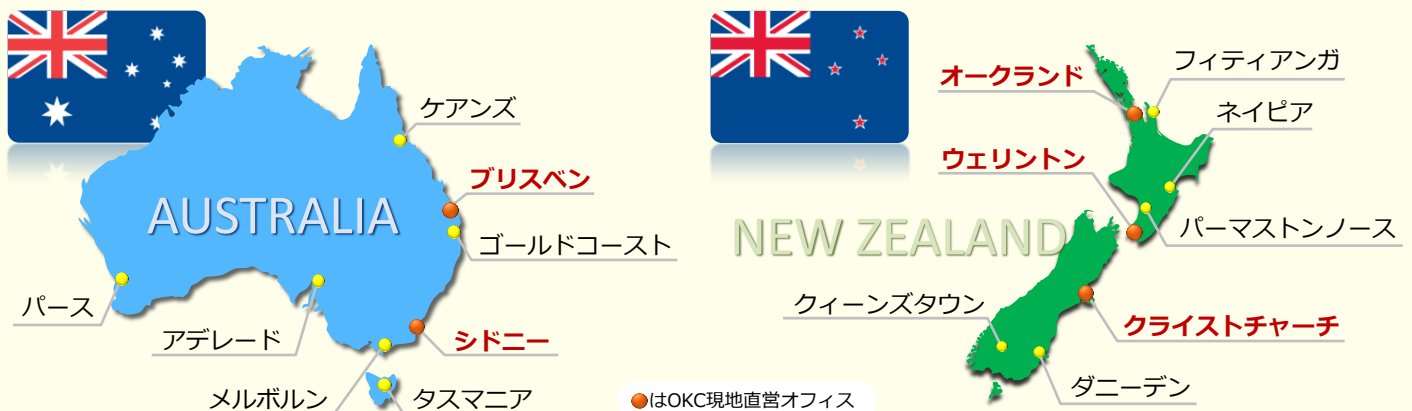 ケアンズ
ブリスベン
AUSTRALIA
ゴールドコースト
パース
アデレード
シドニー
メルボルン
タスマニア
オークランド
フィティアンガ
ネイピア
ウェリントン
NEW ZEALAND
パーマストンノース
クィーンズタウン
クライストチャーチ
ダニーデン
はOKC現地直営オフィス